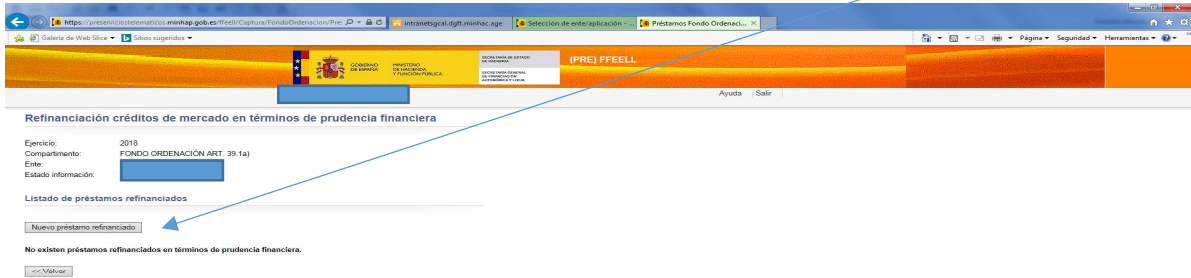 https://preserviciostelematicos.minhap.gob.es/ffeell/Captura/FondoOrdenacion/Pre
intranetsgcal.dgft.minhac.age
Selección de ente/aplicación - ...
Préstamos Fondo Ordenaci...
Galería de Web Slice
Sitios sugeridos
Página
Seguridad
Herramientas
GOBIERNO DE ESPAÑA
MINISTERIO DE HACIENDA Y FUNCIÓN PÚBLICA
SECRETARÍA DE ESTADO DE HACIENDA
SECRETARÍA GENERAL DE FINANCIACIÓN AUTONÓMICA Y LOCAL
(PRE) FFEELL
Ayuda
Salir
Refinanciación créditos de mercado en términos de prudencia financiera
Ejercicio: 2018
Compartimento: FONDO ORDENACIÓN ART. 39.1a)
Ente:
Estado información:
Listado de préstamos refinanciados
Nuevo préstamo refinanciado
No existen préstamos refinanciados en términos de prudencia financiera.
<< Volver